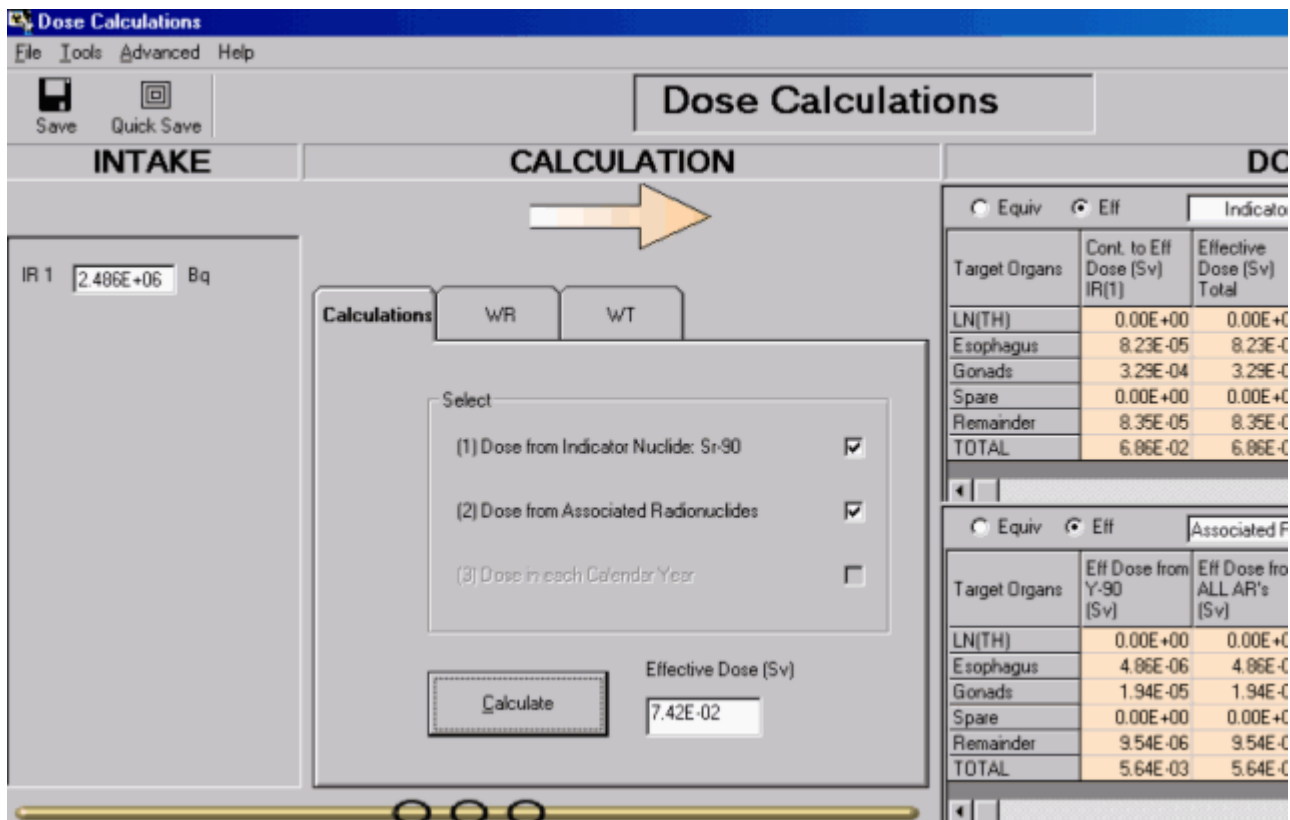 Dose Calculations
File Tools Advanced Help
Save Quick Save
Dose Calculations
INTAKE CALCULATION
IR 1 2.486E+06 Bq
Calculations WR WT
Select
(1) Dose from Indicator Nuclide: Sr-90
(2) Dose from Associated Radionuclides
(3) Dose in each Calendar Year
Calculate
Effective Dose (Sv)
7.42E-02
Equiv Eff
Target Organs Cont. to Eff Dose (Sv) IR(1) Effective Dose (Sv) Total
LN(TH) 0.00E+00
Esophagus 8.23E-05
Gonads 3.29E-04
Spare 0.00E+00
Remainder 8.35E-05
TOTAL 6.86E-02
Equiv Eff Associated
Target Organs Eff Dose from Y-90 (Sv) Eff Dose ALL AR's (Sv)
LN(TH) 0.00E+00
Esophagus 4.86E-06
Gonads 1.94E-05
Spare 0.00E+00
Remainder 9.54E-06
TOTAL 5.64E-03